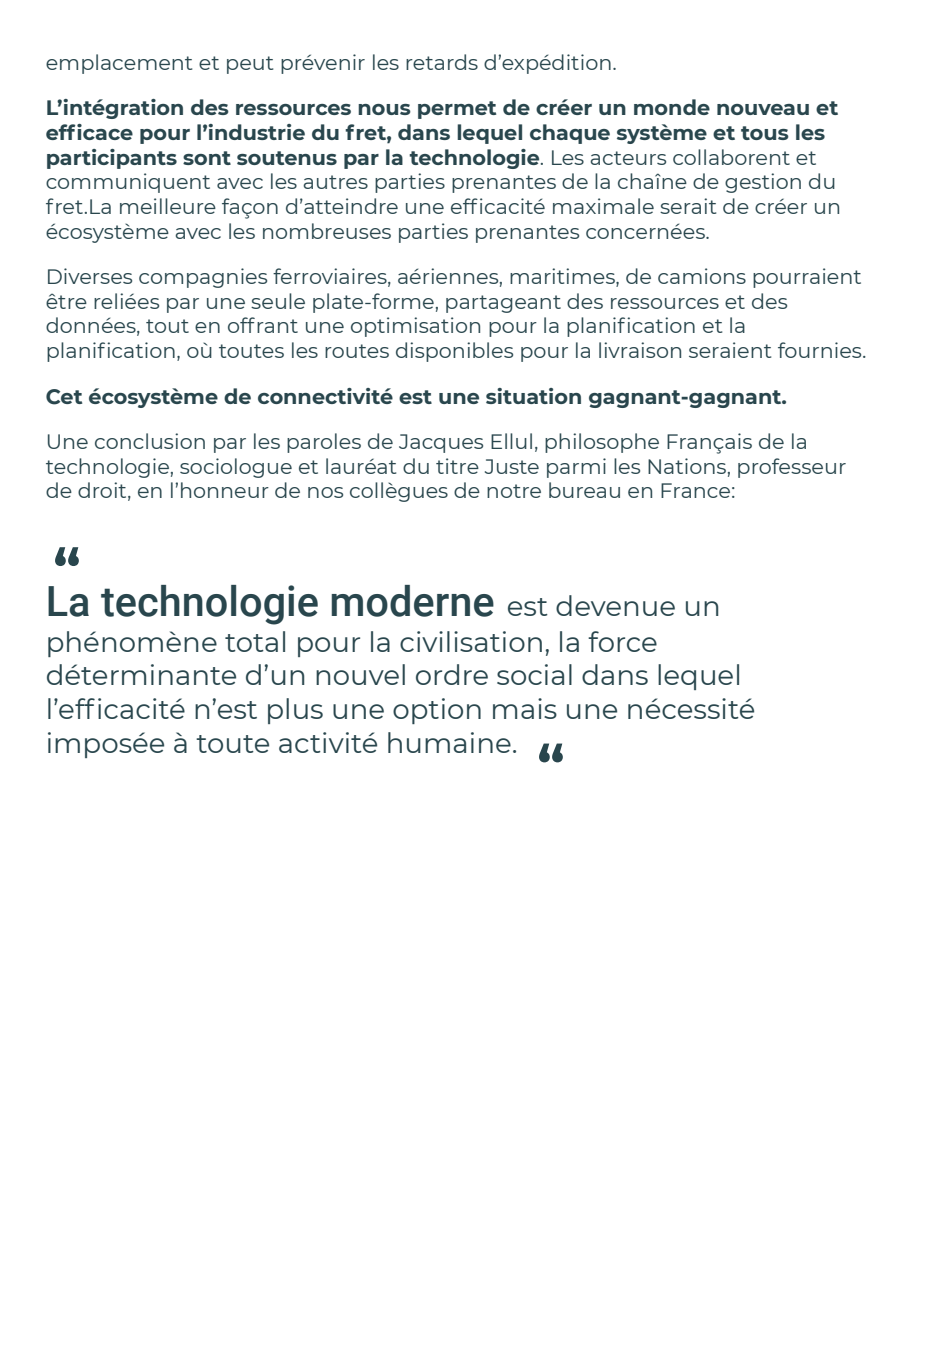 emplacement et peut prévenir les retards d’expédition.
L’intégration des ressources nous permet de créer un monde nouveau et
efficace pour l’industrie du fret, dans lequel chaque système et tous les
participants sont soutenus par la technologie. Les acteurs collaborent et
communiquent avec les autres parties prenantes de la chaîne de gestion du
fret.La meilleure façon d’atteindre une efficacité maximale serait de créer un
écosystème avec les nombreuses parties prenantes concernées.
Diverses compagnies ferroviaires, aériennes, maritimes, de camions pourraient
être reliées par une seule plate-forme, partageant des ressources et des
données, tout en offrant une optimisation pour la planification et la
planification, où toutes les routes disponibles pour la livraison seraient fournies.
Cet écosystème de connectivité est une situation gagnant-gagnant.
Une conclusion par les paroles de Jacques Ellul, philosophe Français de la
technologie, sociologue et lauréat du titre Juste parmi les Nations, professeur
de droit, en l’honneur de nos collègues de notre bureau en France:
“
La technologie moderne est devenue un
phénomène total pour la civilisation, la force
déterminante d’un nouvel ordre social dans lequel
l’efficacité n’est plus une option mais une nécessité
imposée à toute activité humaine. “